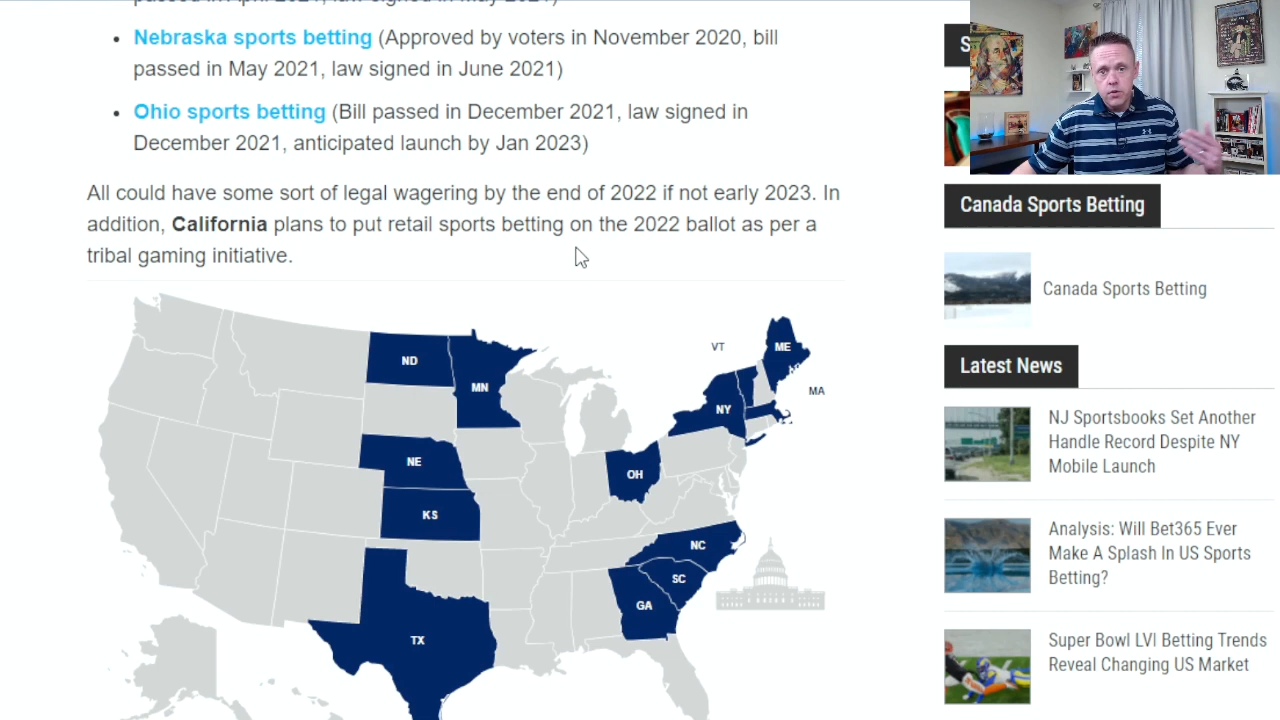 Nebraska sports betting (Approved by voters in November 2020, bill
passed in May 2021, law signed in June 2021)
Ohio sports betting (Bill passed in December 2021, law signed in
December 2021, anticipated launch by Jan 2023)
All could have some sort of legal wagering by the end of 2022 if not early 2023. In
addition, California plans to put retail sports betting on the 2022 ballot as per a
tribal gaming initiative.
ND
MN
VT
ME
MA
NY
NE
OH
KS
NC
SC
GA
TX
S
Canada Sports Betting
Canada Sports Betting
Latest News
NJ Sportsbooks Set Another
Handle Record Despite NY
Mobile Launch
Analysis: Will Bet365 Ever
Make A Splash In US Sports
Betting?
Super Bowl LVI Betting Trends
Reveal Changing US Market